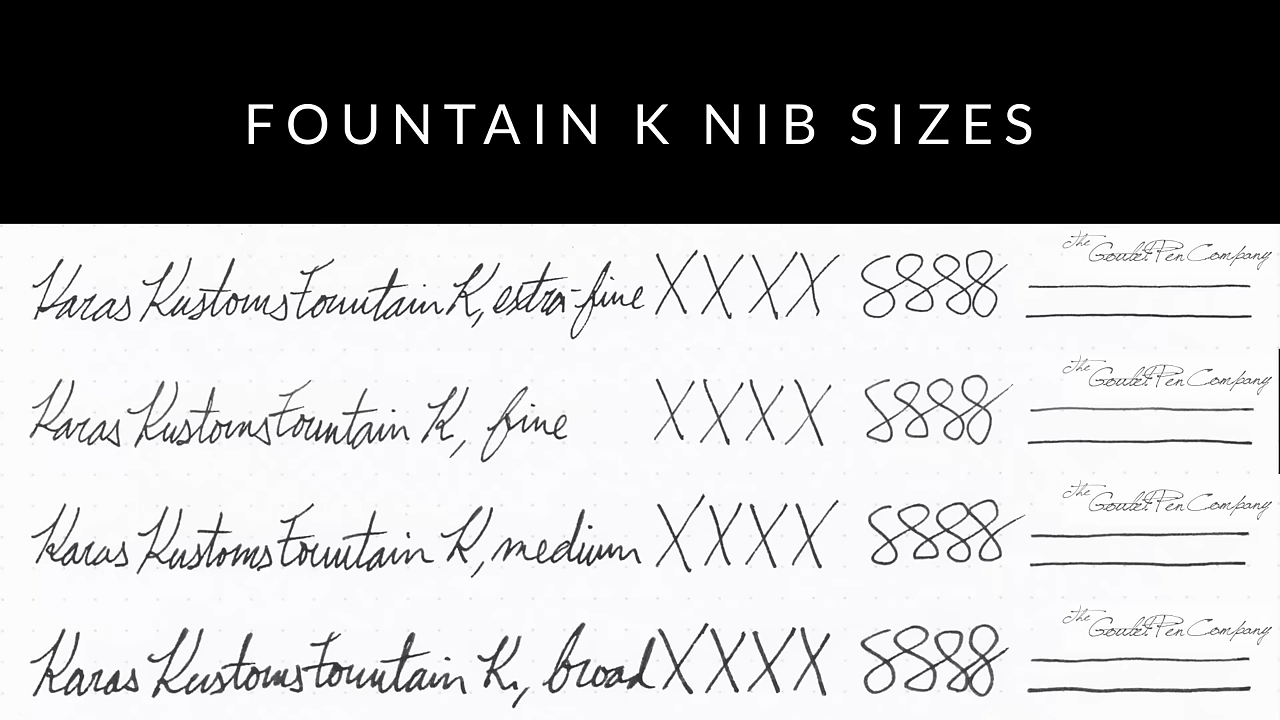 FOUNTAIN K NIB SIZES
The
Goulet Pen Company
Karas Kustoms Fountain K, extra-fine XXXX 8888
The
Goulet Pen Company
Karas Kustoms Fountain K, fine XXXX 8888
The
Goulet Pen Company
Karas Kustoms Fountain K, medium XXXX 8888
The
Goulet Pen Company
Karas Kustoms Fountain K, broad XXXX 8888